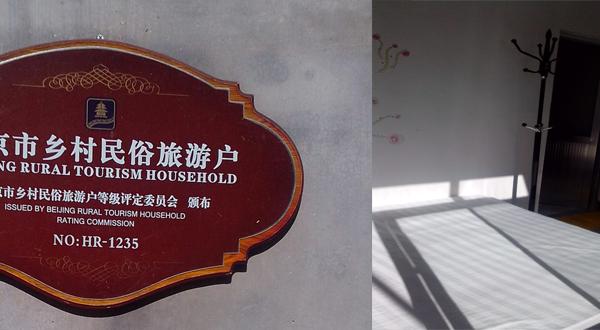 京市乡村民俗旅游户
NG RURAL TOURISM HOUSEHOLD
京市乡村民俗旅游户等级评定委员会 颁布
ISSUED BY BEIJING RURAL TOURISM HOUSEHOLD
RATING COMMISSION
NO: HR-1235